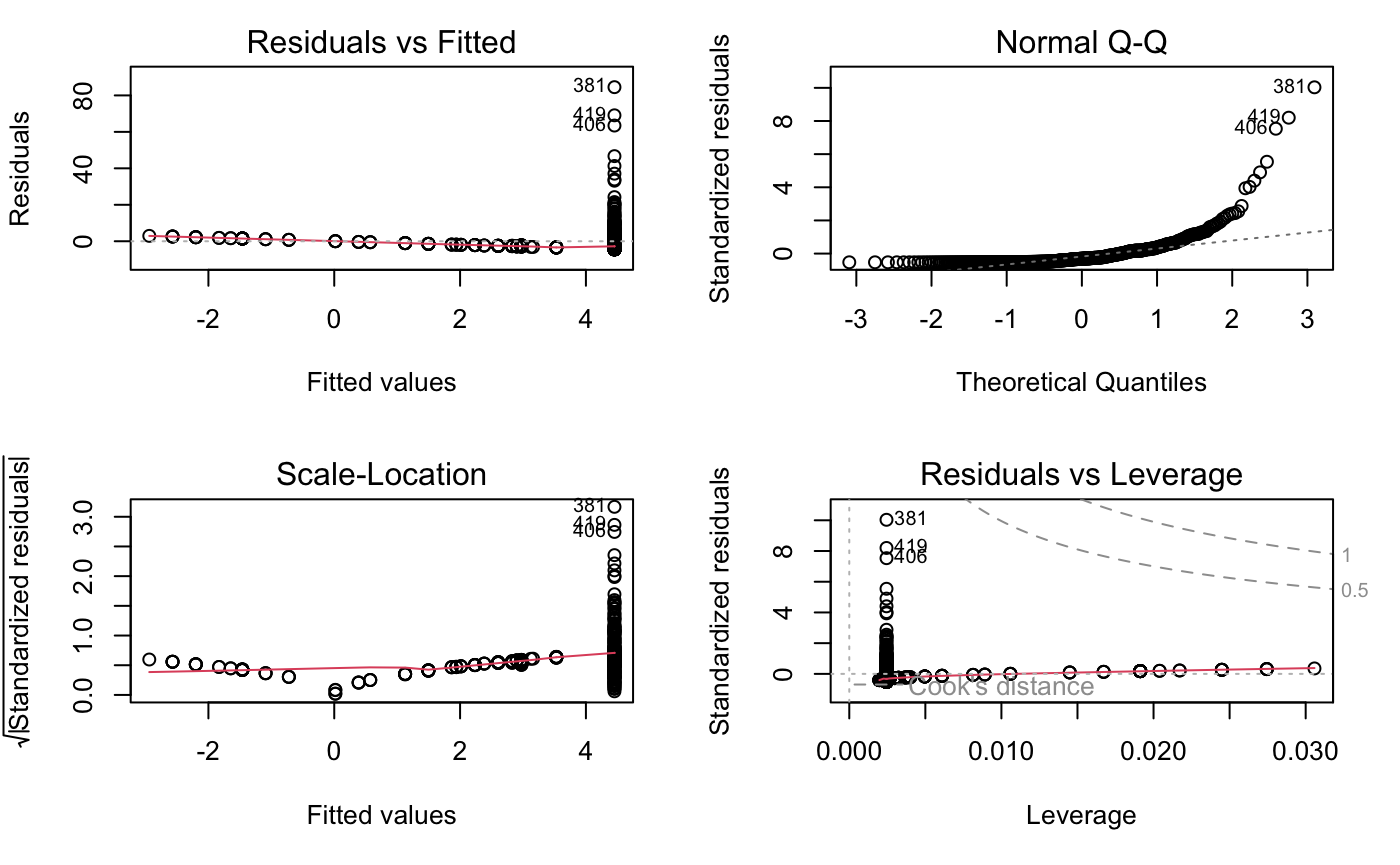 Residuals vs Fitted
Residuals
80
40
0
381
419
406
-2 0 2 4
Fitted values
Normal Q-Q
Standardized residuals
8
4
0
381
419
406
-3 -2 -1 0 1 2 3
Theoretical Quantiles
Scale-Location
√|Standardized residuals|
3.0
2.0
1.0
0.0
381
419
406
-2 0 2 4
Fitted values
Residuals vs Leverage
Standardized residuals
8
4
0
381
419
406
1
0.5
Cook's distance
0.000 0.010 0.020 0.030
Leverage